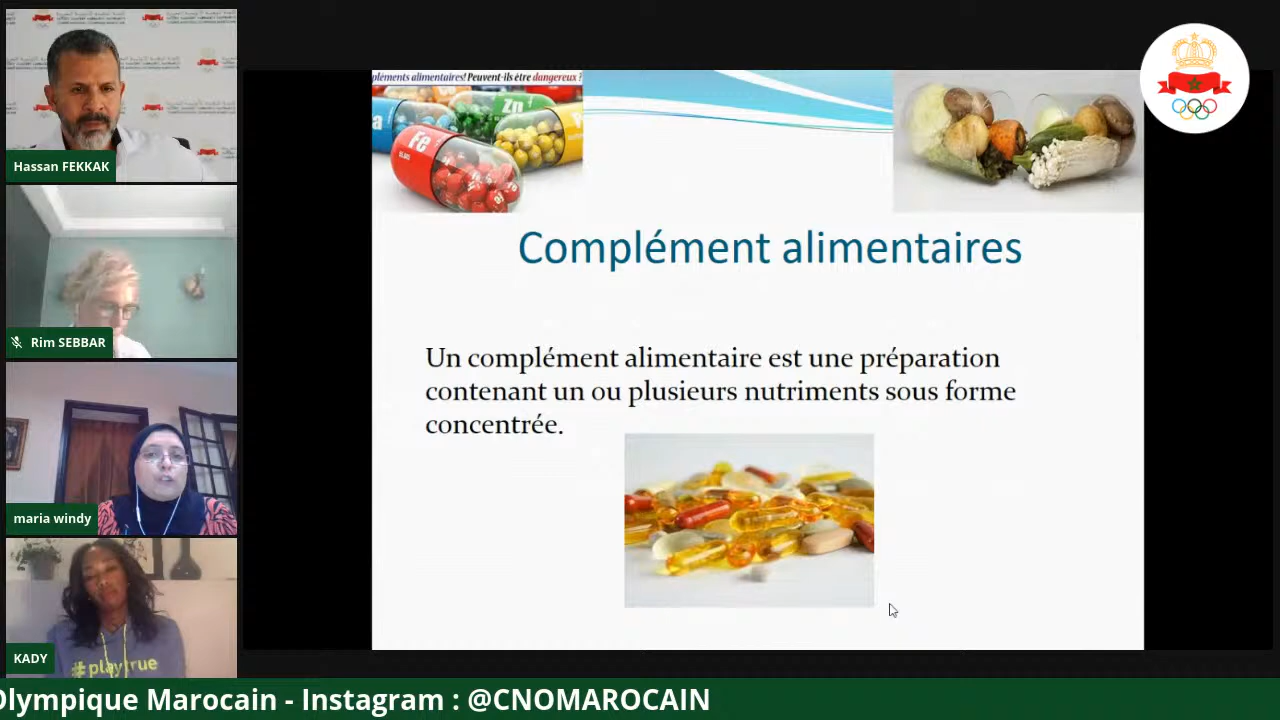 Hassan FEKKAK
Rim SEBBAR
maria windy
#playtrue
KADY
pléments alimentaires! Peuvent-ils être dangereux ?
Zn
Fe
Complément alimentaires
Un complément alimentaire est une préparation
contenant un ou plusieurs nutriments sous forme
concentrée.
Olympique Marocain - Instagram : @CNOMAROCAIN